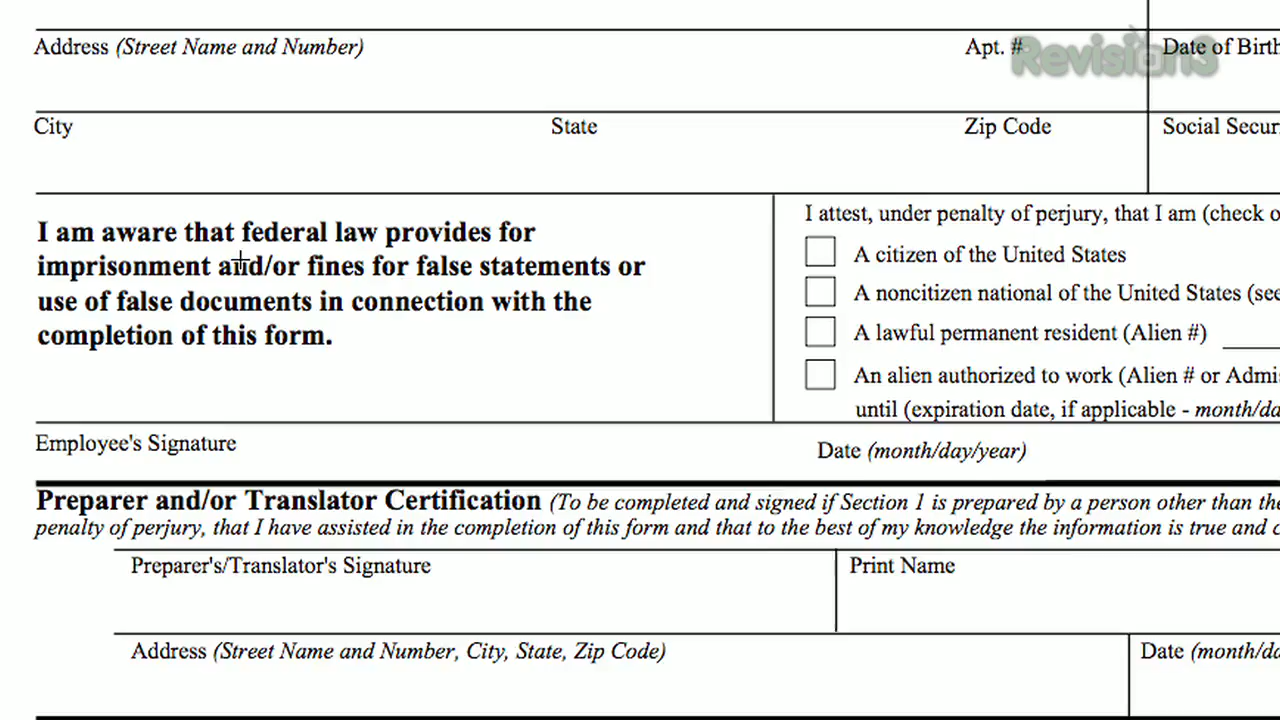 Address (Street Name and Number) Apt. # Date of Birth
Revision3
City State Zip Code Social Secur
I am aware that federal law provides for
imprisonment and/or fines for false statements or
use of false documents in connection with the
completion of this form.
I attest, under penalty of perjury, that I am (check o
A citizen of the United States
A noncitizen national of the United States (see
A lawful permanent resident (Alien #)
An alien authorized to work (Alien # or Admi
until (expiration date, if applicable - month/da
Employee's Signature Date (month/day/year)
Preparer and/or Translator Certification (To be completed and signed if Section 1 is prepared by a person other than the
penalty of perjury, that I have assisted in the completion of this form and that to the best of my knowledge the information is true and c
Preparer's/Translator's Signature Print Name
Address (Street Name and Number, City, State, Zip Code) Date (month/da